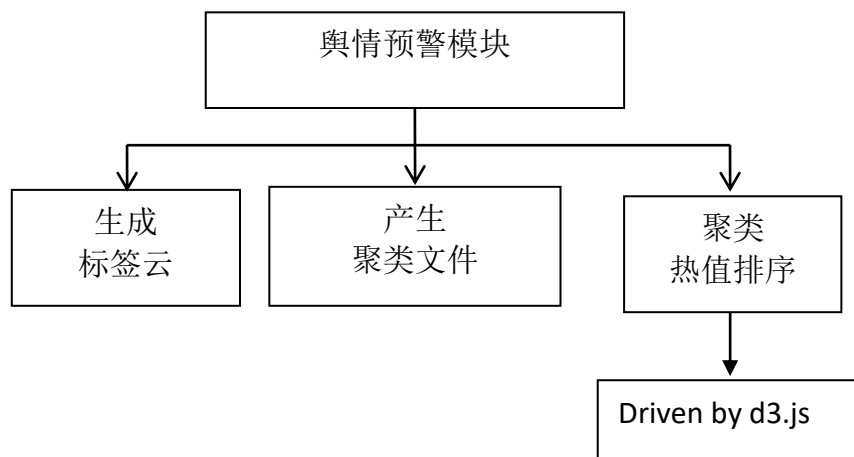 舆情预警模块
生成
标签云
产生
聚类文件
聚类
热值排序
Driven by d3.js